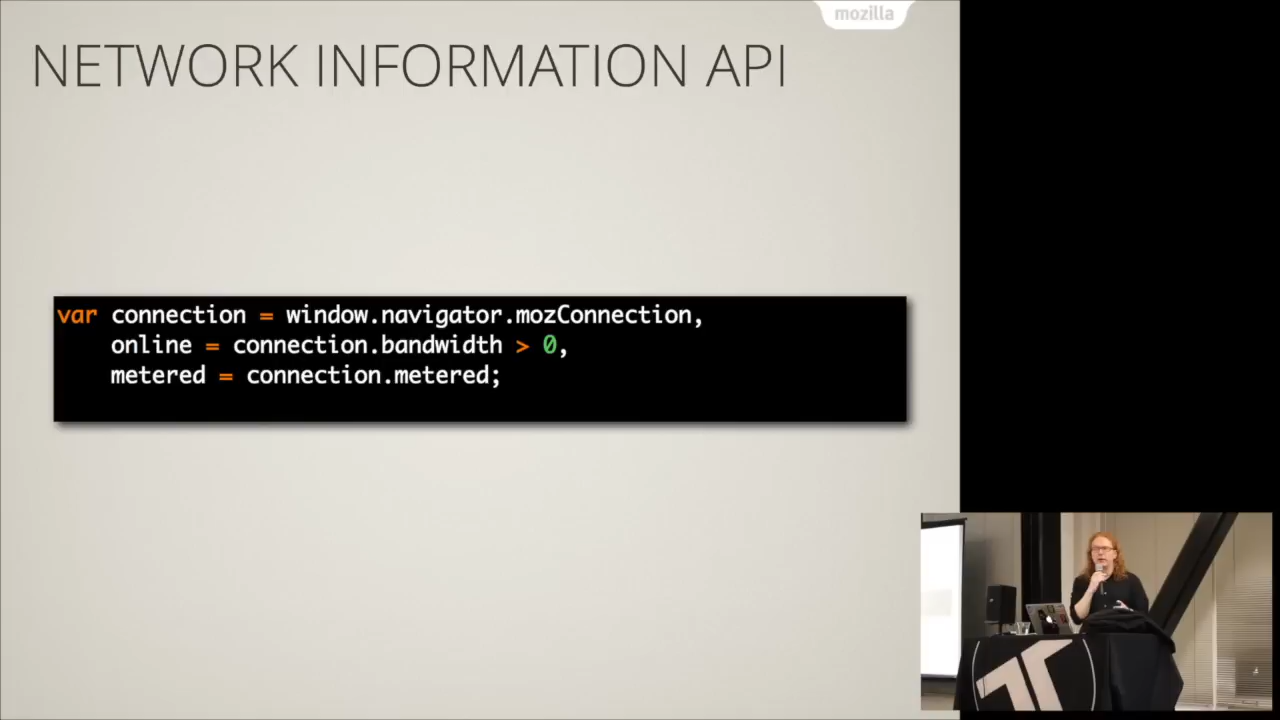 mozilla
NETWORK INFORMATION API
var connection = window.navigator.mozConnection,
online = connection.bandwidth > 0,
metered = connection.metered;